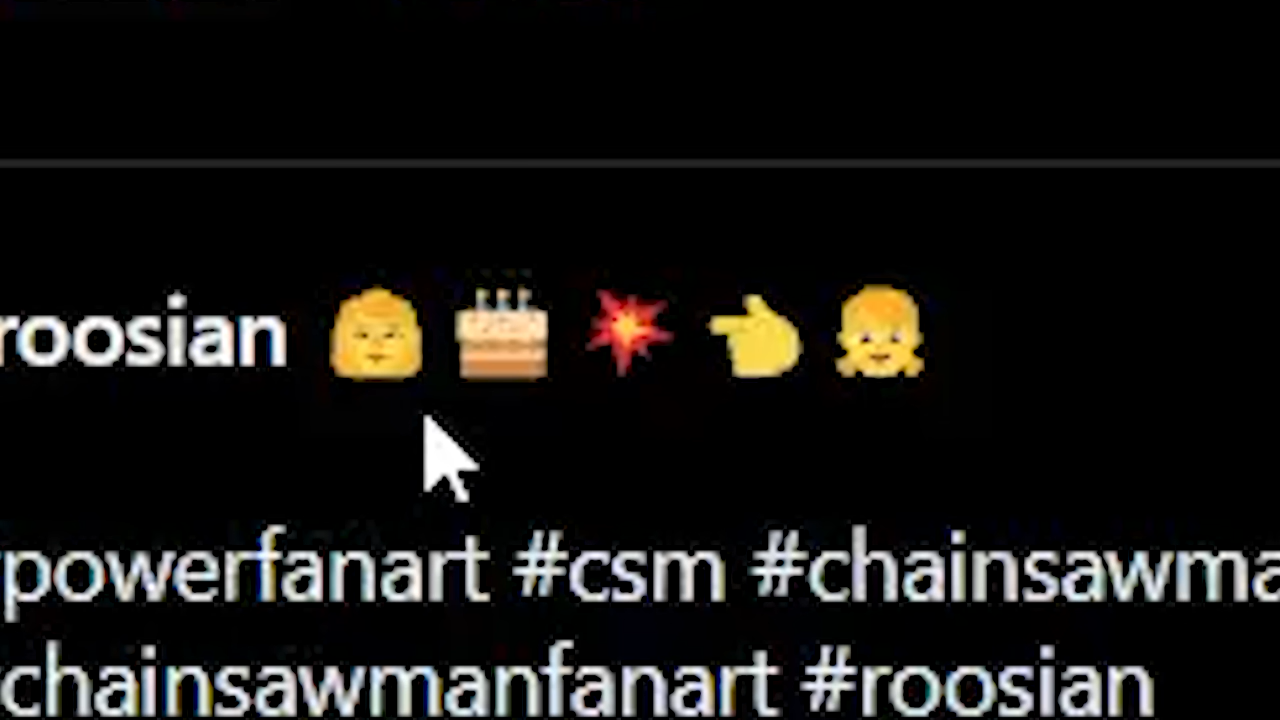 roosian 👩 🎂 💥 👈 👧
powerfanart #csm #chainsawma
chainsawmanfanart #roosian